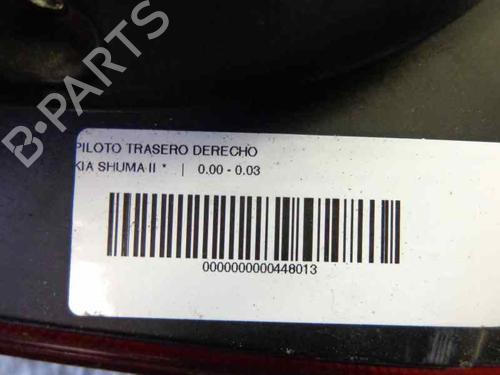 B-PARTS
PILOTO TRASERO DERECHO
KIA SHUMA II * | 0.00 - 0.03
0000000000448013